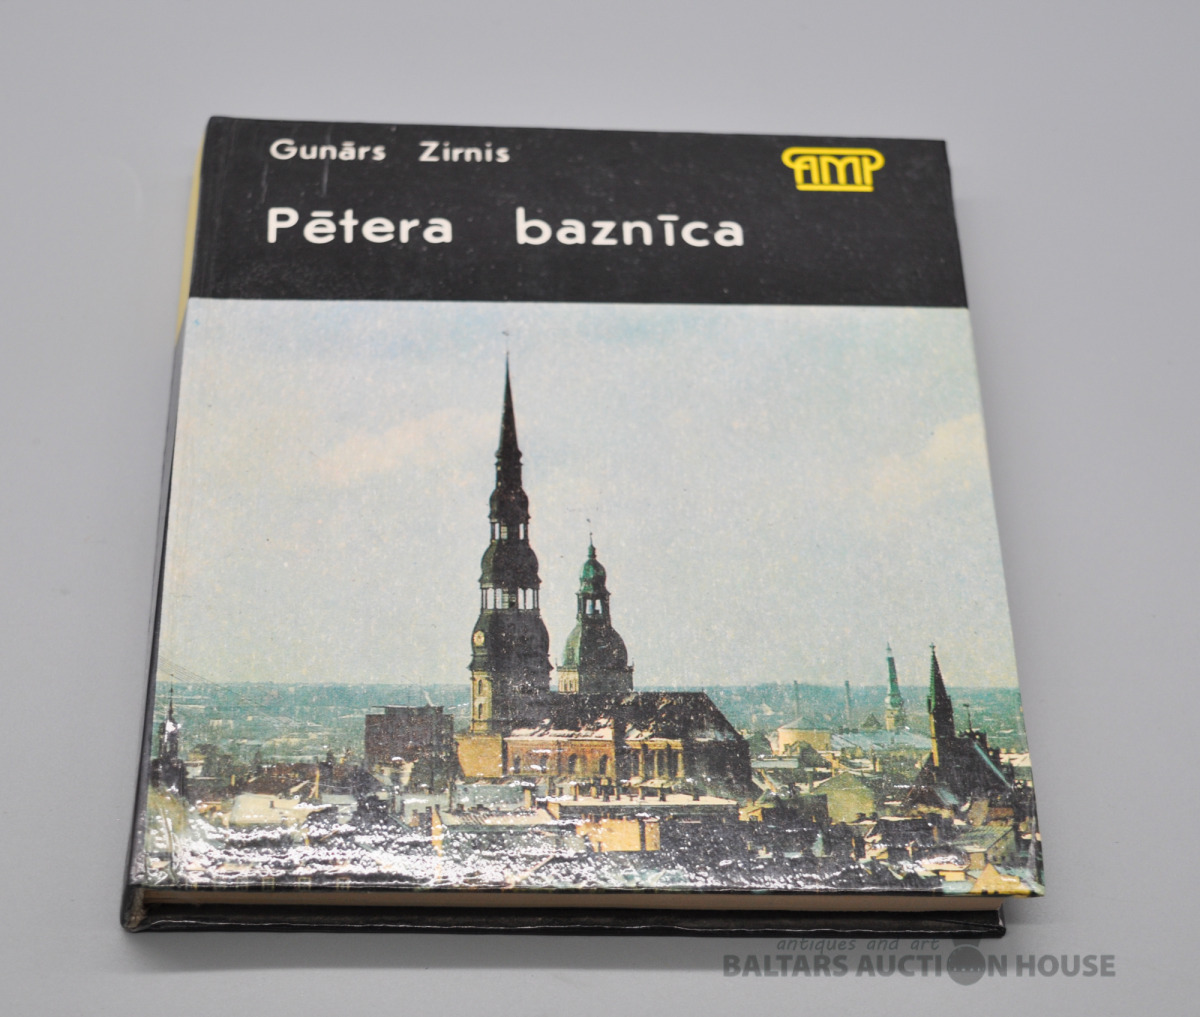 Gunārs Zirnis
AMP
Pētera baznīca
antiques and art
BALTARS AUCTION HOUSE